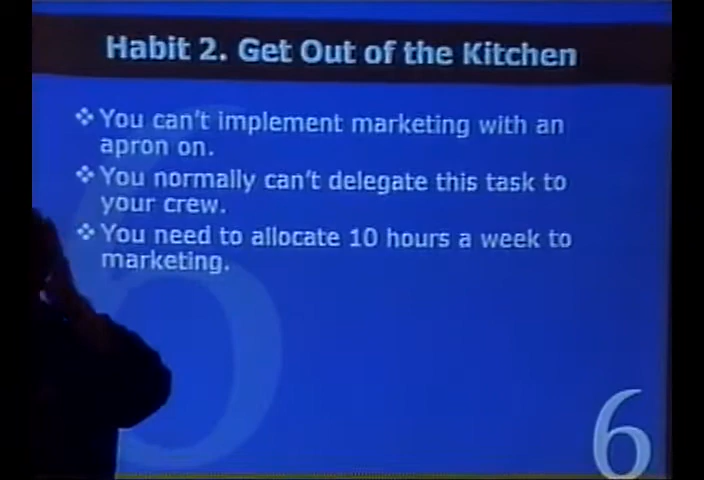 Habit 2. Get Out of the Kitchen
❖ You can't implement marketing with an
apron on.
❖ You normally can't delegate this task to
your crew.
❖ You need to allocate 10 hours a week to
marketing.
6